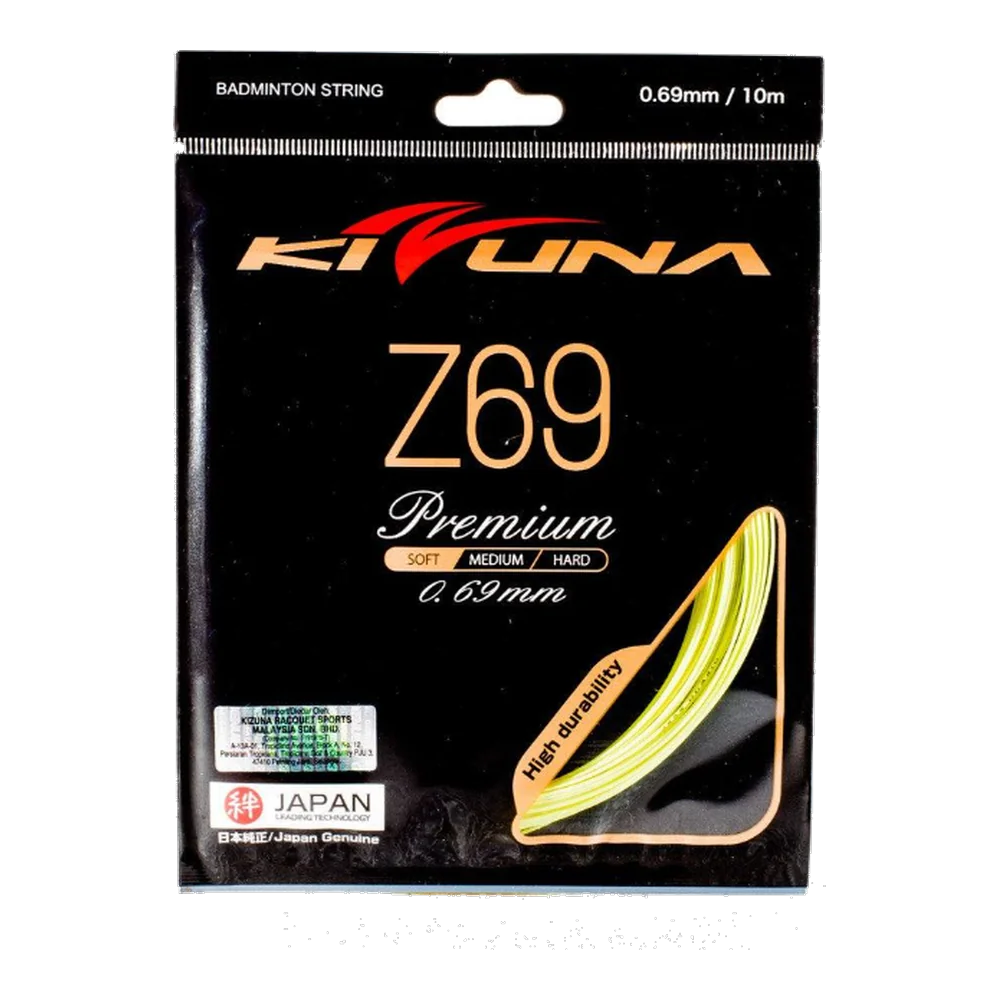 BADMINTON STRING
0.69mm / 10m
KIZUNA
Z69
Premium
SOFT MEDIUM / HARD
0.69mm
High durability
KIZUNA RACQUET SPORTS
MALAYSIA SDN. BHD.
絆 JAPAN
LEADING TECHNOLOGY
日本純正/Japan Genuine